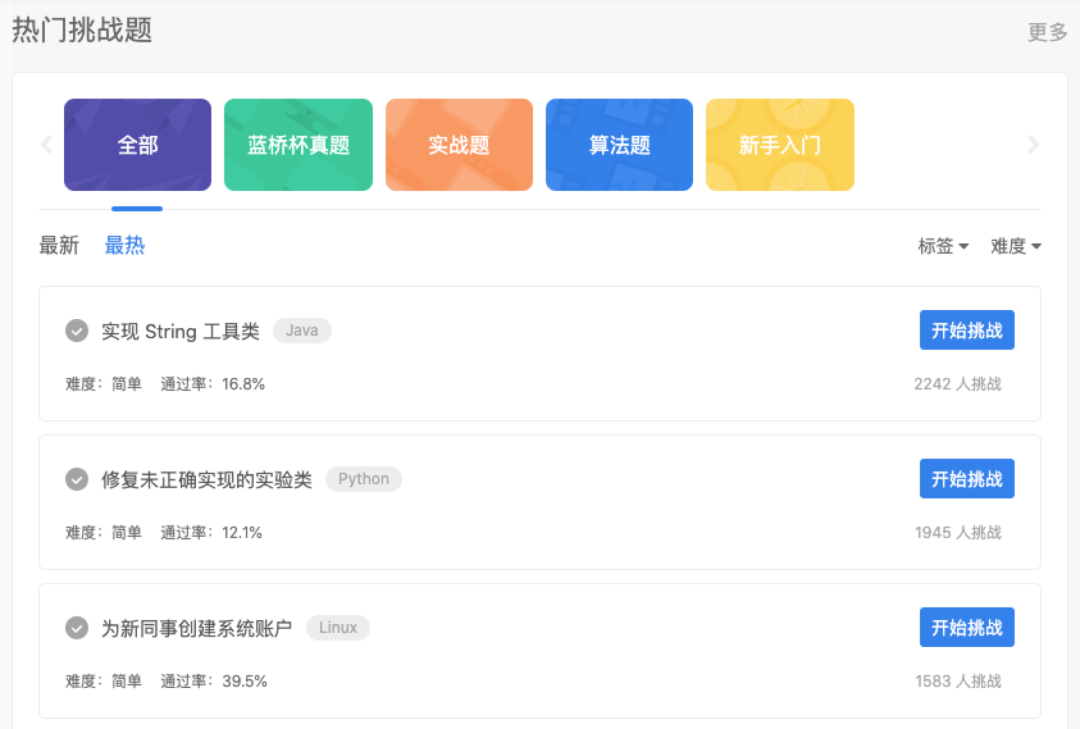 热门挑战题 更多
全部 蓝桥杯真题 实战题 算法题 新手入门
最新 最热 标签 难度
实现 String 工具类 Java 开始挑战
难度：简单 通过率：16.8% 2242 人挑战
修复未正确实现的实验类 Python 开始挑战
难度：简单 通过率：12.1% 1945 人挑战
为新同事创建系统账户 Linux 开始挑战
难度：简单 通过率：39.5% 1583 人挑战